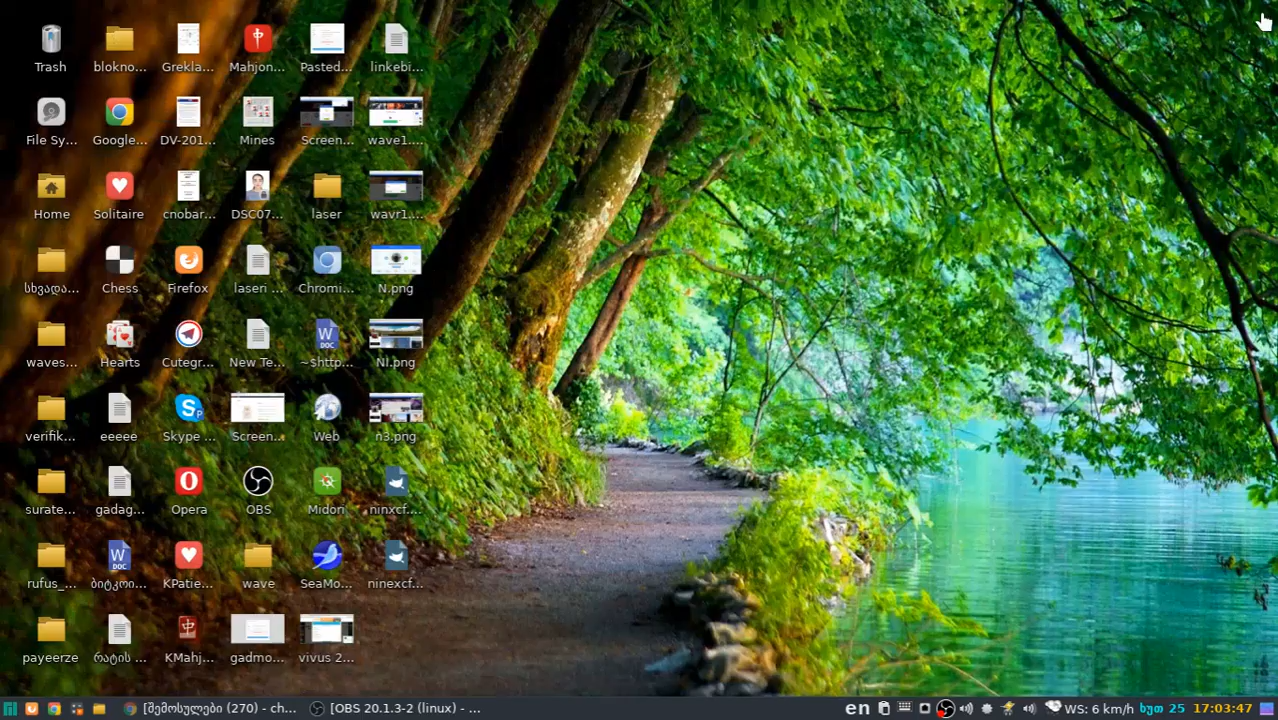 Trash
blokno...
Grekla...
Mahjon...
Pasted...
linkebi...
File Sy...
Google...
DV-201...
Mines
Screen...
wave1....
Home
Solitaire
cnobar...
DSC07...
laser
wavr1....
სხვადა...
Chess
Firefox
laseri ...
Chromi...
N.png
waves...
Hearts
Cutegr...
New Te...
~$http...
NI.png
verifik...
eeeee
Skype ...
Screen...
Web
n3.png
surate...
gadag...
Opera
OBS
Midori
ninxcf....
rufus_...
ბიტკოი...
KPatie...
wave
SeaMo...
ninexcf...
payeerze
რატის ...
KMahj...
gadmo...
vivus 2...
[შემოსულები (270) - ch...
[OBS 20.1.3-2 (linux) - ...
en
WS: 6 km/h
ხუთ 25
17:03:47